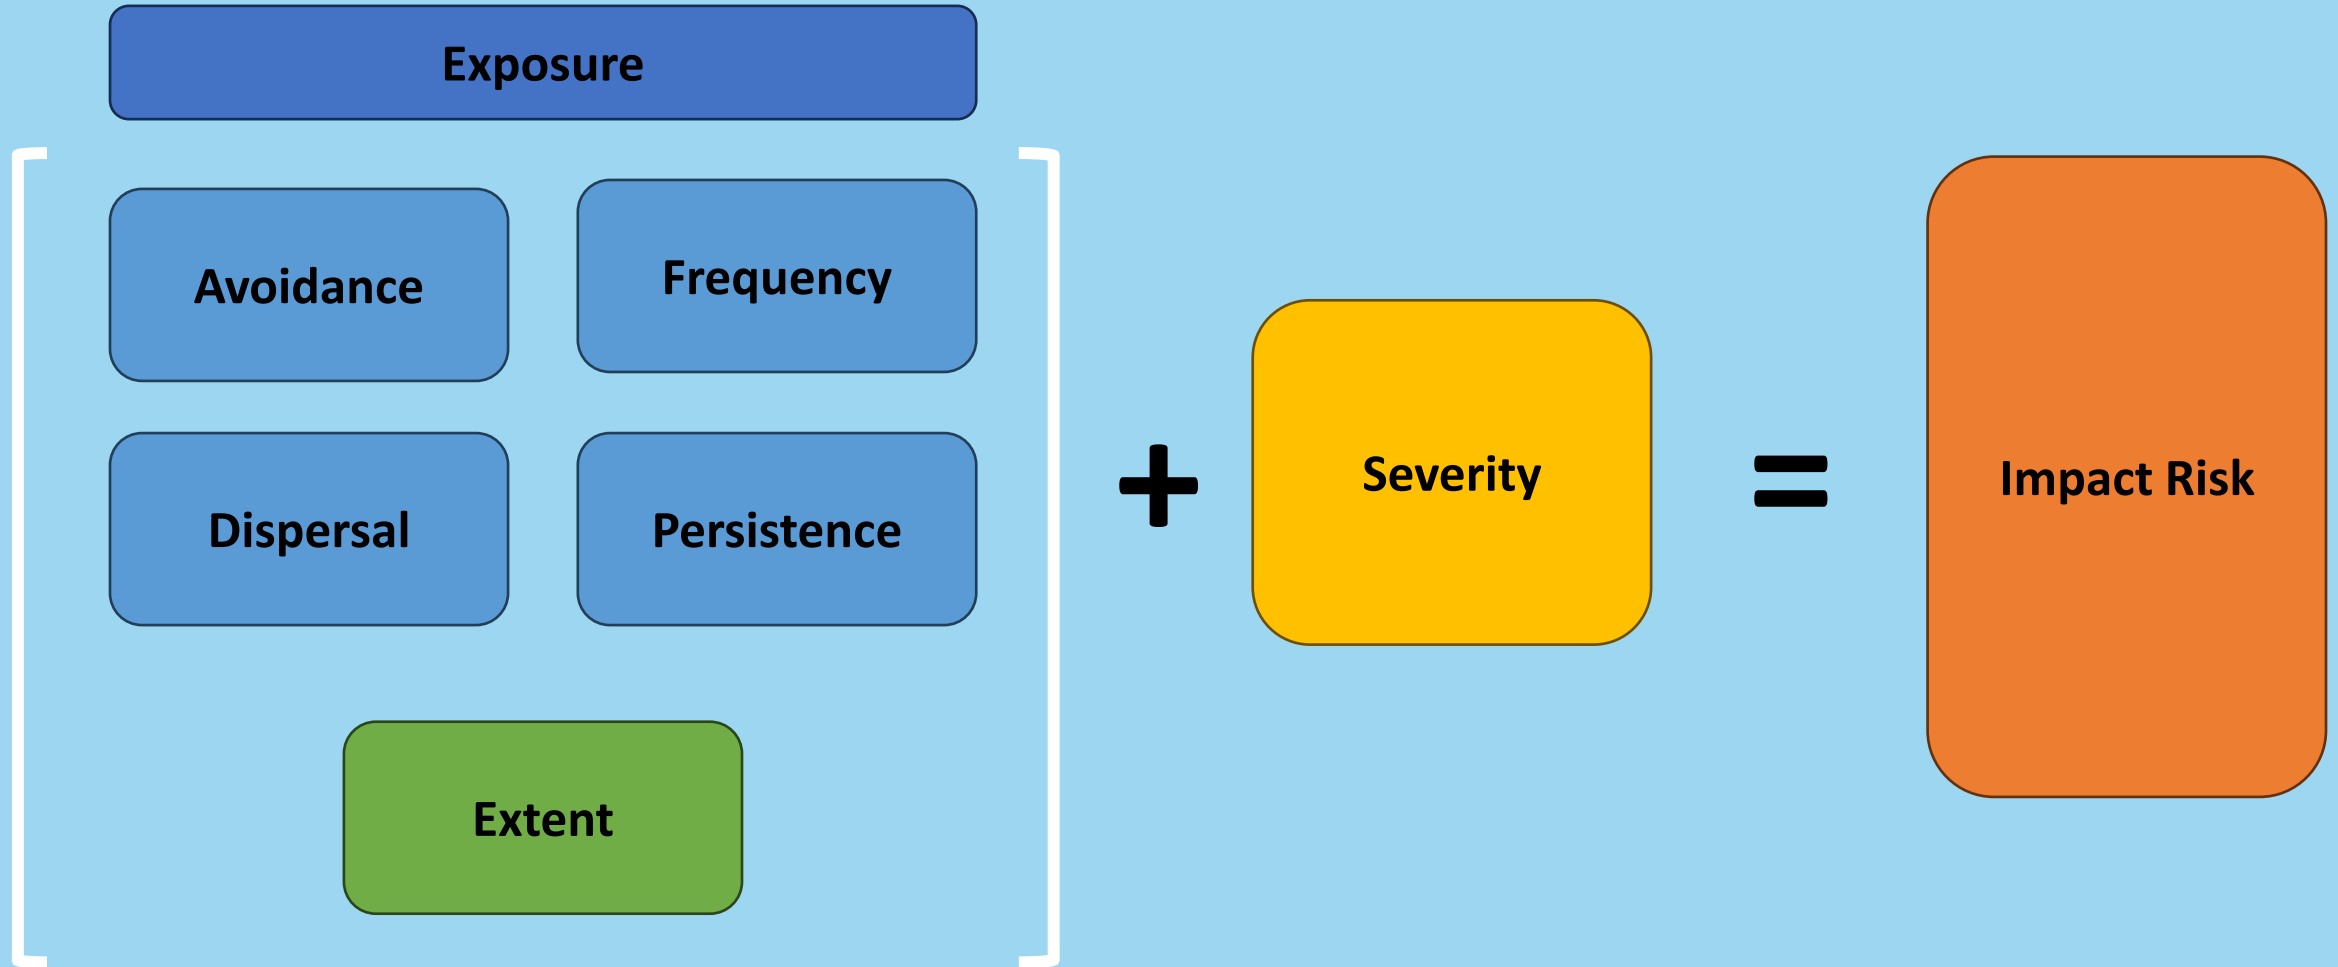 Exposure
Avoidance
Frequency
Dispersal
Persistence
Extent
+
Severity
=
Impact Risk